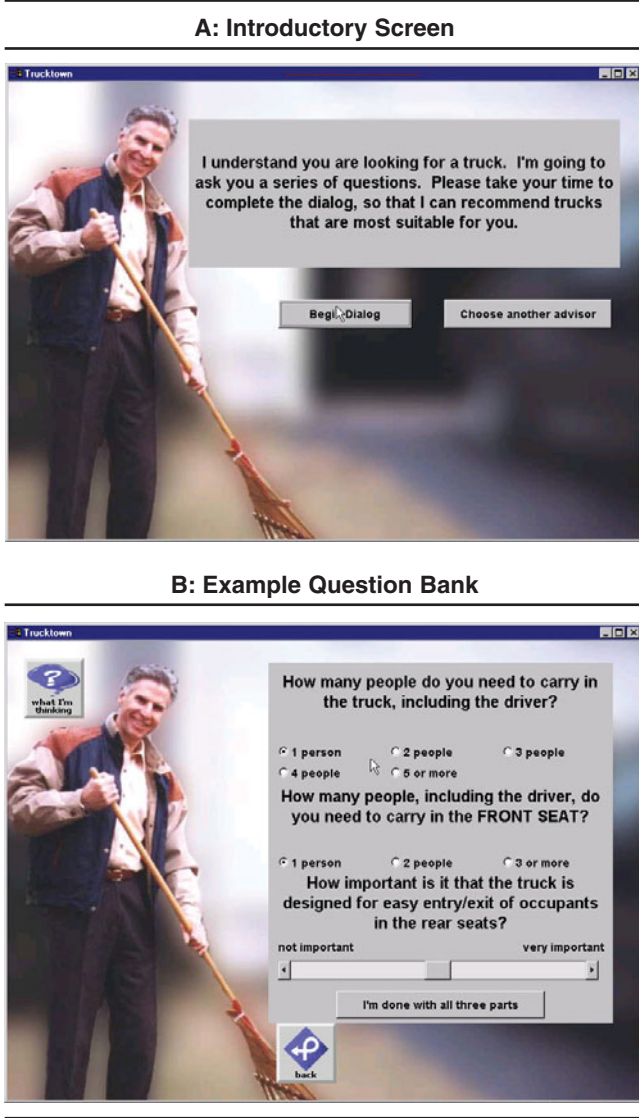 A: Introductory Screen
Trucktown
I understand you are looking for a truck. I'm going to
ask you a series of questions. Please take your time to
complete the dialog, so that I can recommend trucks
that are most suitable for you.
Begin Dialog
Choose another advisor
B: Example Question Bank
Trucktown
what I'm
thinking
How many people do you need to carry in
the truck, including the driver?
1 person
2 people
3 people
4 people
5 or more
How many people, including the driver, do
you need to carry in the FRONT SEAT?
1 person
2 people
3 or more
How important is it that the truck is
designed for easy entry/exit of occupants
in the rear seats?
not important
very important
I'm done with all three parts
back